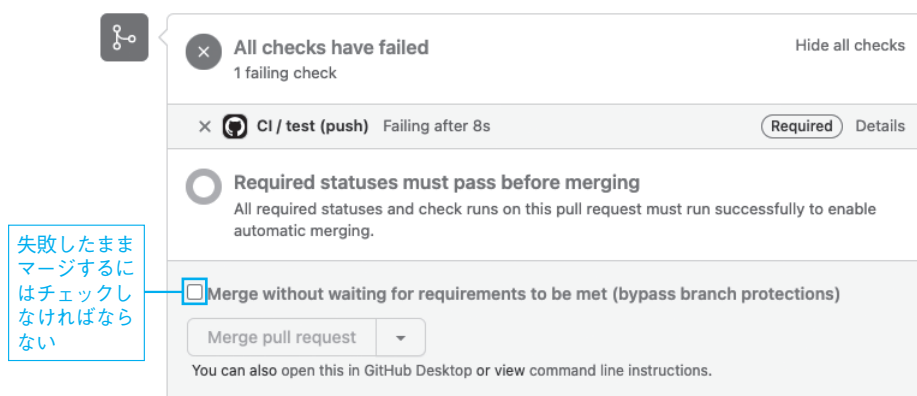 All checks have failed
Hide all checks
1 failing check
CI / test (push) Failing after 8s
Required
Details
Required statuses must pass before merging
All required statuses and check runs on this pull request must run successfully to enable
automatic merging.
失敗したまま
マージするに
はチェックし
なければなら
ない
Merge without waiting for requirements to be met (bypass branch protections)
Merge pull request
You can also open this in GitHub Desktop or view command line instructions.